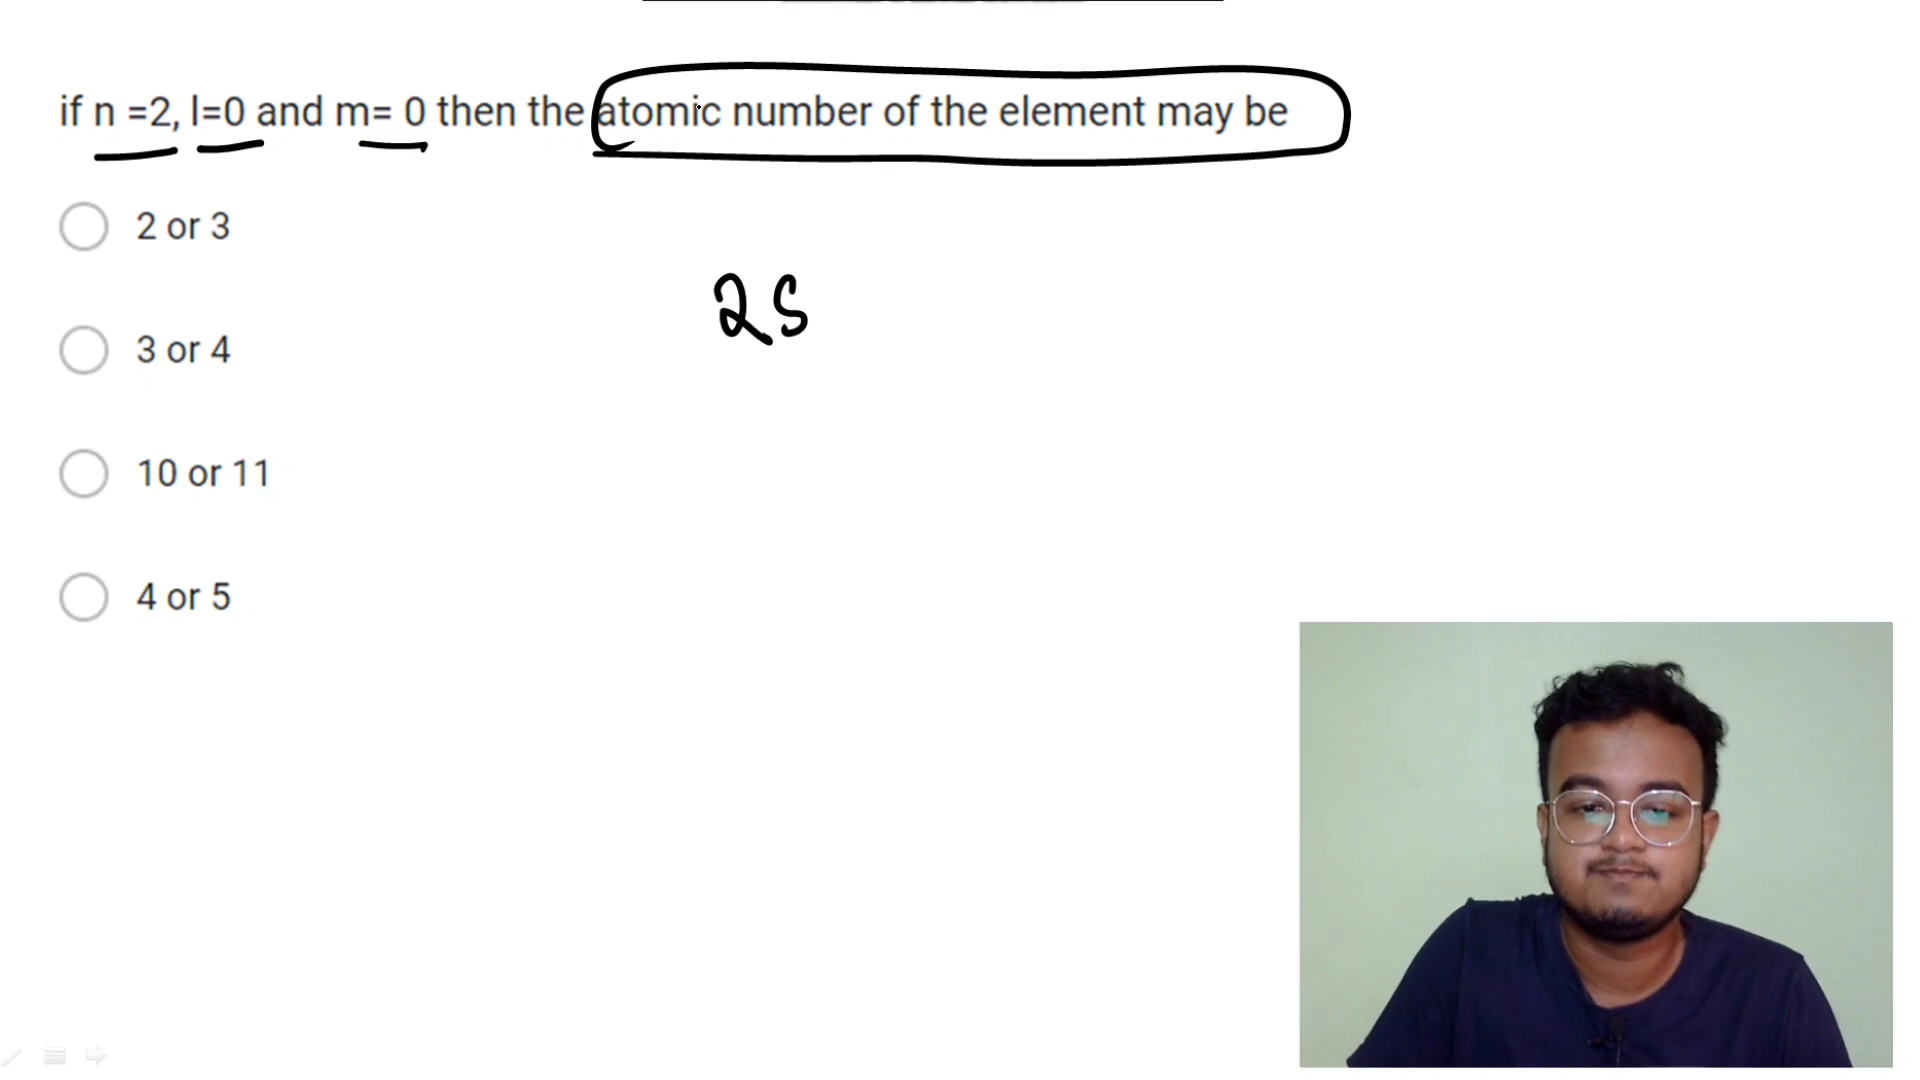 if n =2, l=0 and m= 0 then the atomic number of the element may be
2 or 3
2s
3 or 4
10 or 11
4 or 5